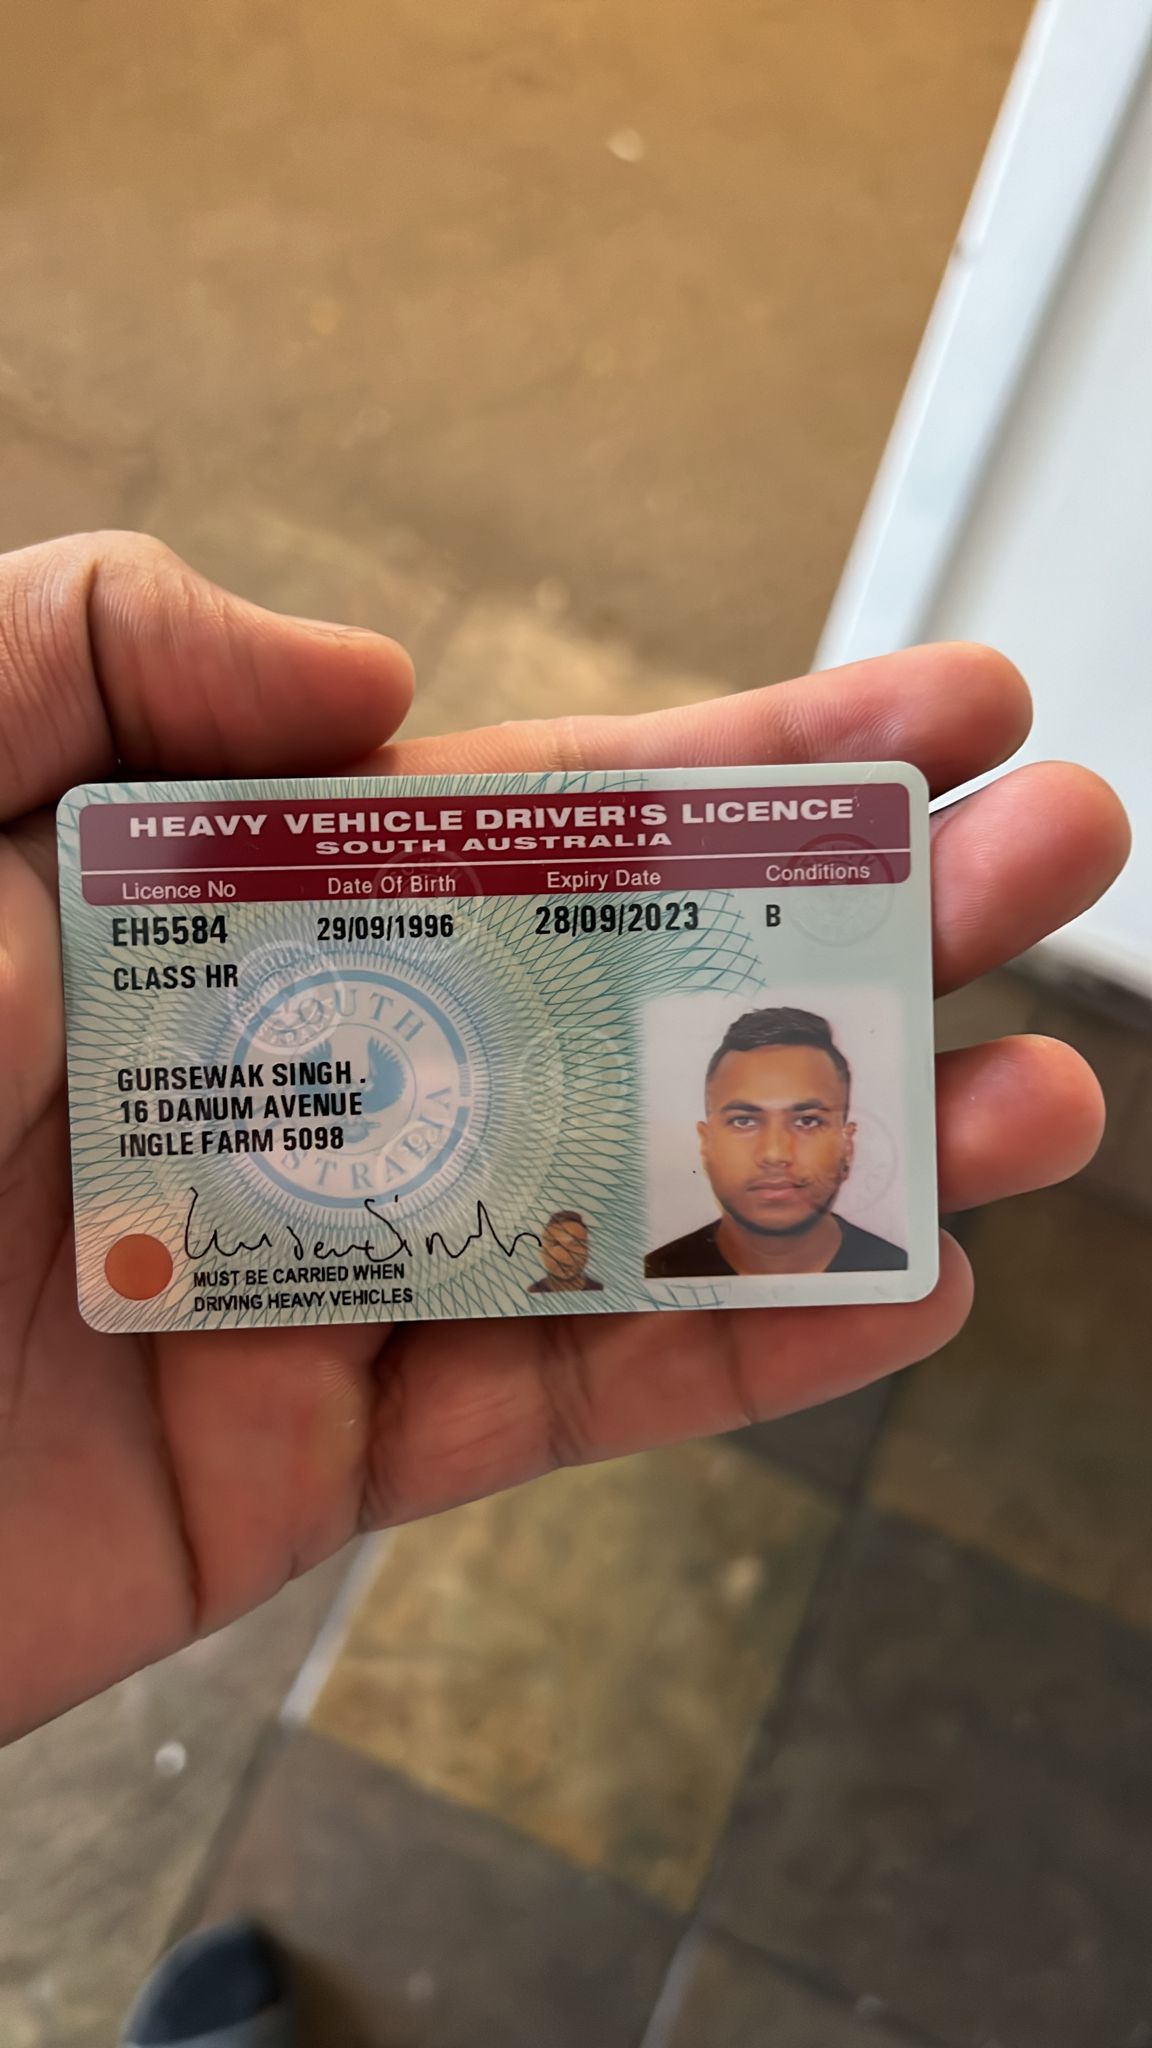 HEAVY VEHICLE DRIVER'S LICENCE
SOUTH AUSTRALIA
Licence No Date Of Birth Expiry Date Conditions
EH5584 29/09/1996 28/09/2023 B
CLASS HR
SOUTH
GURSEWAK SINGH .
16 DANUM AVENUE
INGLE FARM 5098
STRALIA
MUST BE CARRIED WHEN
DRIVING HEAVY VEHICLES